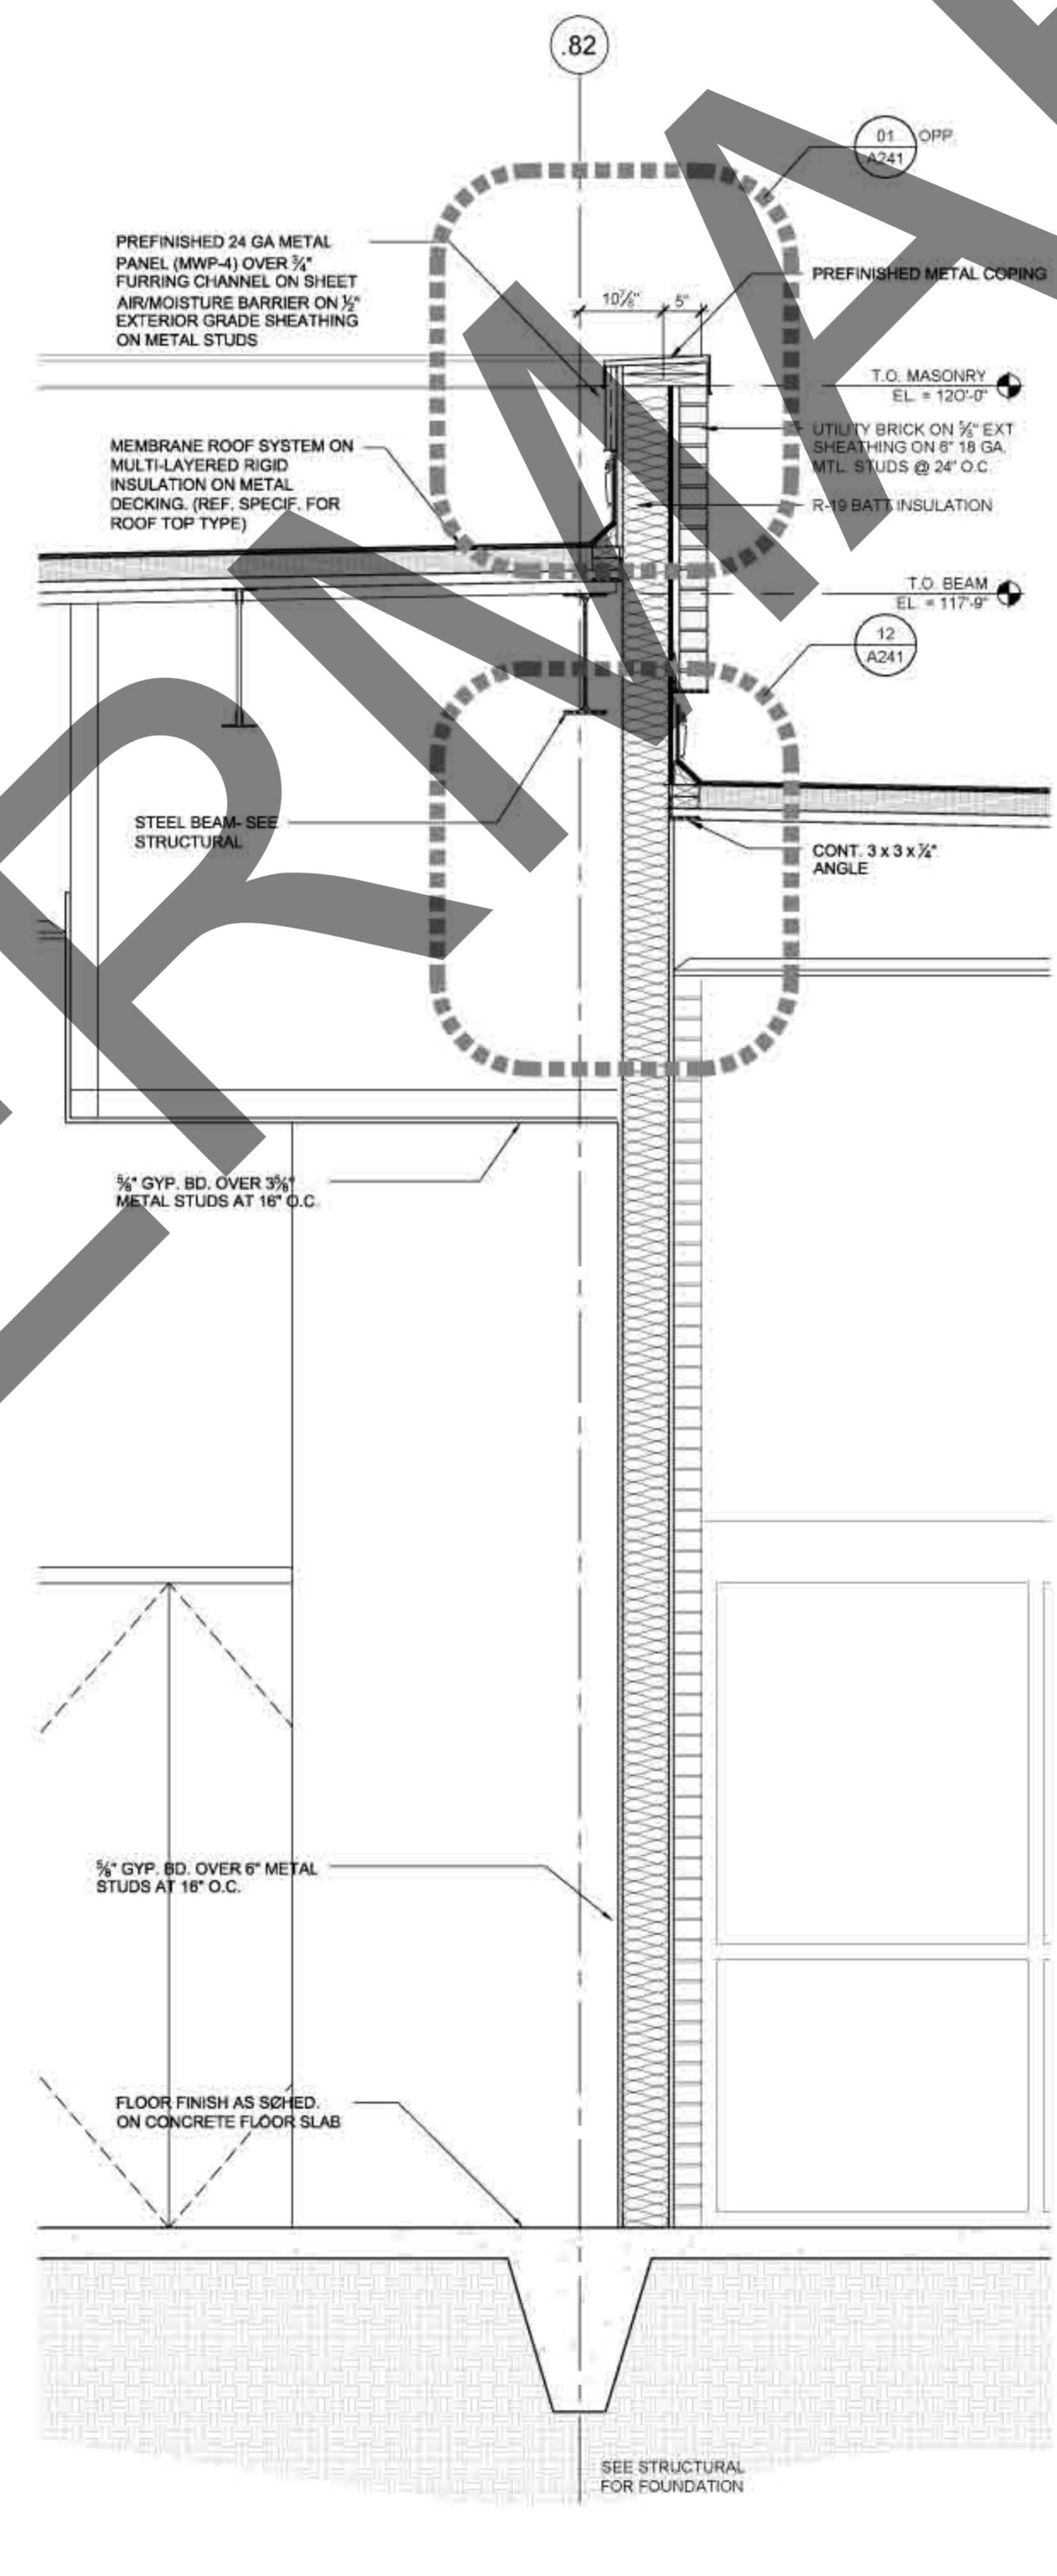 .82
01
A241
OPP.
PREFINISHED 24 GA METAL
PANEL (MWP-4) OVER ¾"
FURRING CHANNEL ON SHEET
AIR/MOISTURE BARRIER ON ½"
EXTERIOR GRADE SHEATHING
ON METAL STUDS
PREFINISHED METAL COPING
10⅞"
5"
T.O. MASONRY
EL. = 120'-0"
MEMBRANE ROOF SYSTEM ON
MULTI-LAYERED RIGID
INSULATION ON METAL
DECKING. (REF. SPECIF. FOR
ROOF TOP TYPE)
UTILITY BRICK ON ⅝" EXT
SHEATHING ON 6" 18 GA.
MTL. STUDS @ 24" O.C.
R-19 BATT INSULATION
T.O. BEAM
EL. = 117'-9"
12
A241
STEEL BEAM- SEE
STRUCTURAL
CONT. 3 x 3 x ¼"
ANGLE
⅝" GYP. BD. OVER 3⅝"
METAL STUDS AT 16" O.C.
⅝" GYP. BD. OVER 6" METAL
STUDS AT 16" O.C.
FLOOR FINISH AS SCHED.
ON CONCRETE FLOOR SLAB
SEE STRUCTURAL
FOR FOUNDATION